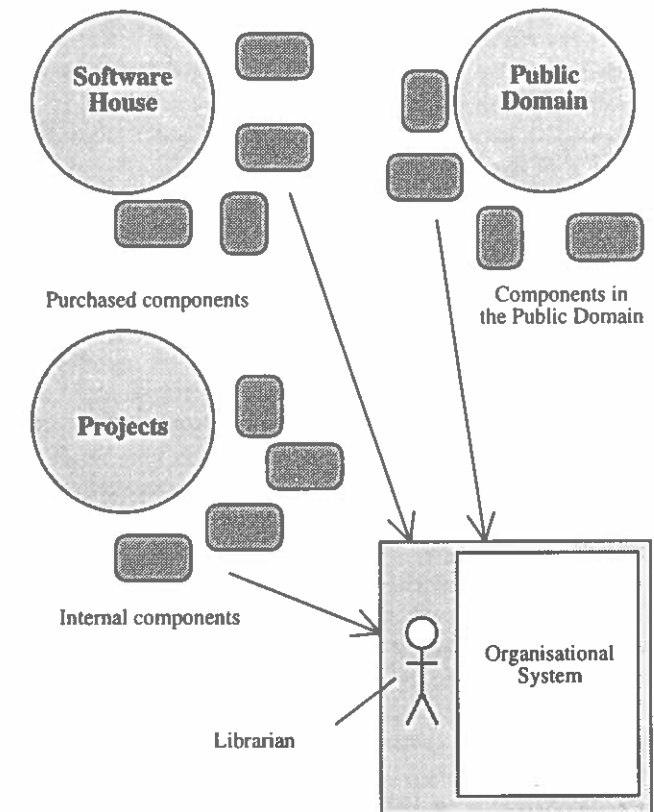 Software
House
Public
Domain
Purchased components
Components in
the Public Domain
Projects
Internal components
Organisational
System
Librarian